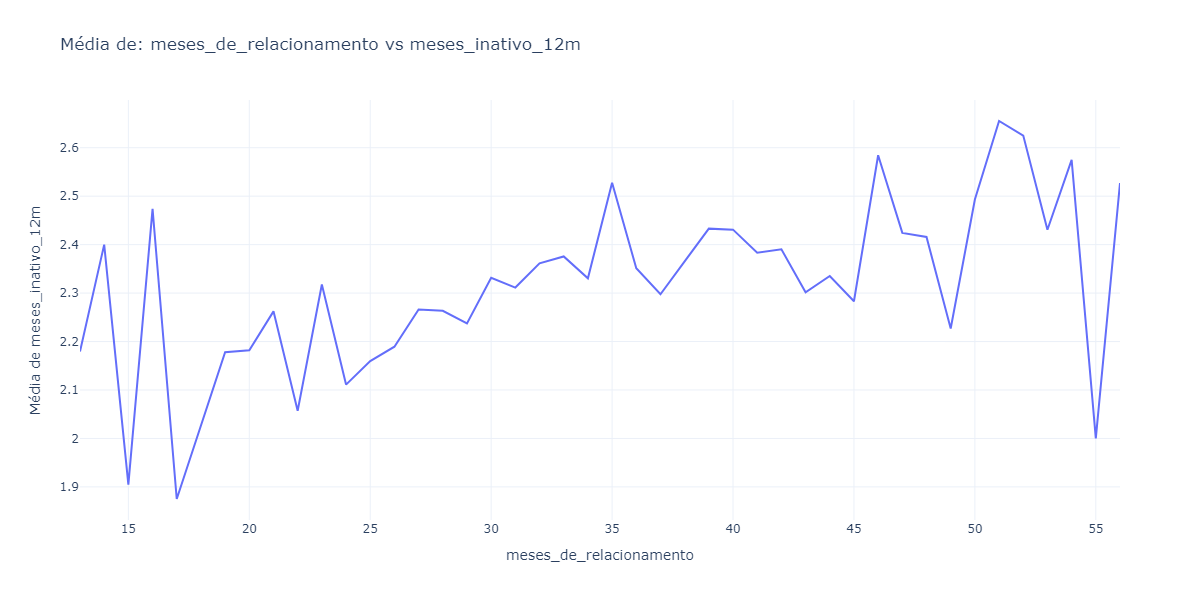 Média de: meses_de_relacionamento vs meses_inativo_12m
Média de meses_inativo_12m
2.6
2.5
2.4
2.3
2.2
2.1
2
1.9
15 20 25 30 35 40 45 50 55
meses_de_relacionamento